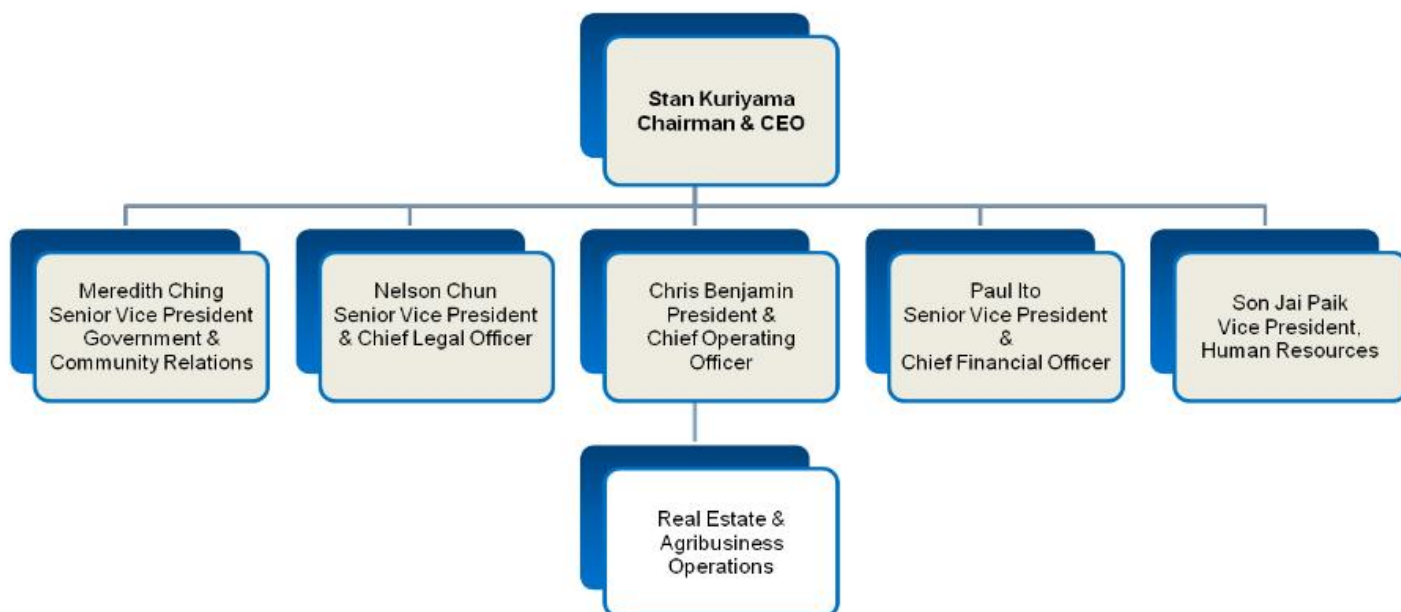 Stan Kuriyama
Chairman & CEO
Meredith Ching
Senior Vice President
Government &
Community Relations
Nelson Chun
Senior Vice President
& Chief Legal Officer
Chris Benjamin
President &
Chief Operating
Officer
Paul Ito
Senior Vice President
&
Chief Financial Officer
Son Jai Paik
Vice President,
Human Resources
Real Estate &
Agribusiness
Operations